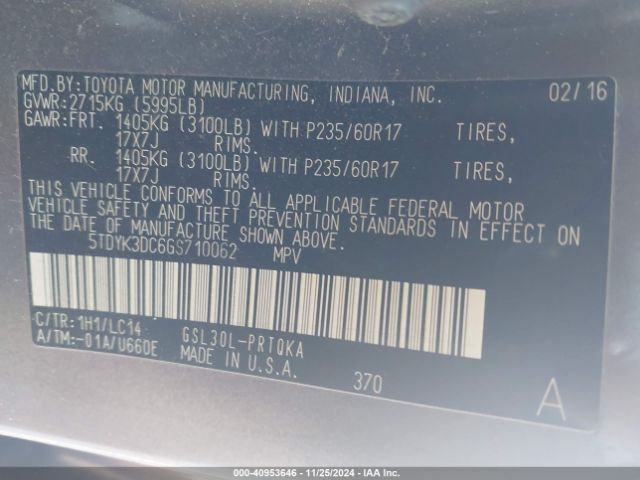 MFD.BY:TOYOTA MOTOR MANUFACTURING, INDIANA, INC. 02/16
GVWR:2715KG (5995LB)
GAWR:FRT. 1405KG (3100LB) WITH P235/60R17 TIRES,
17X7J RIMS.
RR. 1405KG (3100LB) WITH P235/60R17 TIRES,
17X7J RIMS.
THIS VEHICLE CONFORMS TO ALL APPLICABLE FEDERAL MOTOR
VEHICLE SAFETY AND THEFT PREVENTION STANDARDS IN EFFECT ON
THE DATE OF MANUFACTURE SHOWN ABOVE.
5TDYK3DC6GS710062 MPV
C/TR:1H1/LC14 GSL30L-PRTQKA
A/TM:-01A/U660E MADE IN U.S.A.
370 A
000-40953646 — 11/25/2024 — IAAI.COM